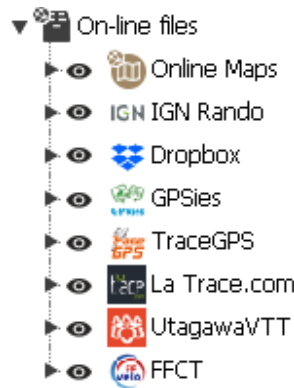 On-line files
Online Maps
IGN IGN Rando
Dropbox
GPSies
TraceGPS
La Trace.com
UtagawaVTT
FFCT